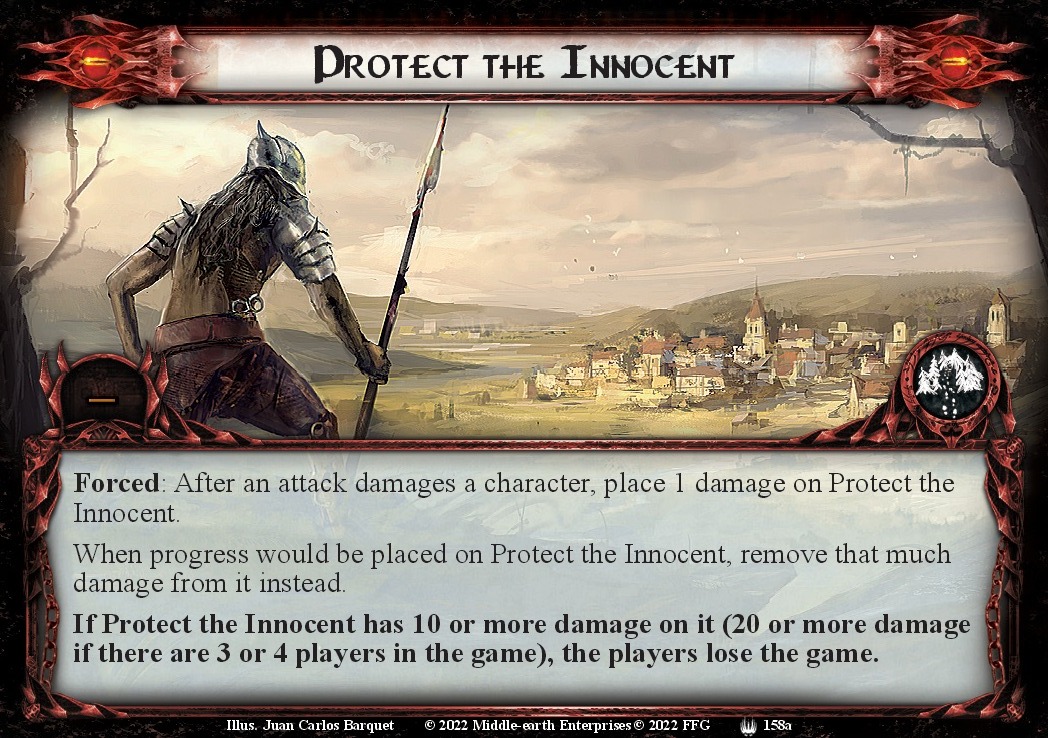 Protect the Innocent
–
Forced: After an attack damages a character, place 1 damage on Protect the
Innocent.
When progress would be placed on Protect the Innocent, remove that much
damage from it instead.
If Protect the Innocent has 10 or more damage on it (20 or more damage
if there are 3 or 4 players in the game), the players lose the game.
Illus. Juan Carlos Barquet © 2022 Middle-earth Enterprises © 2022 FFG 158a